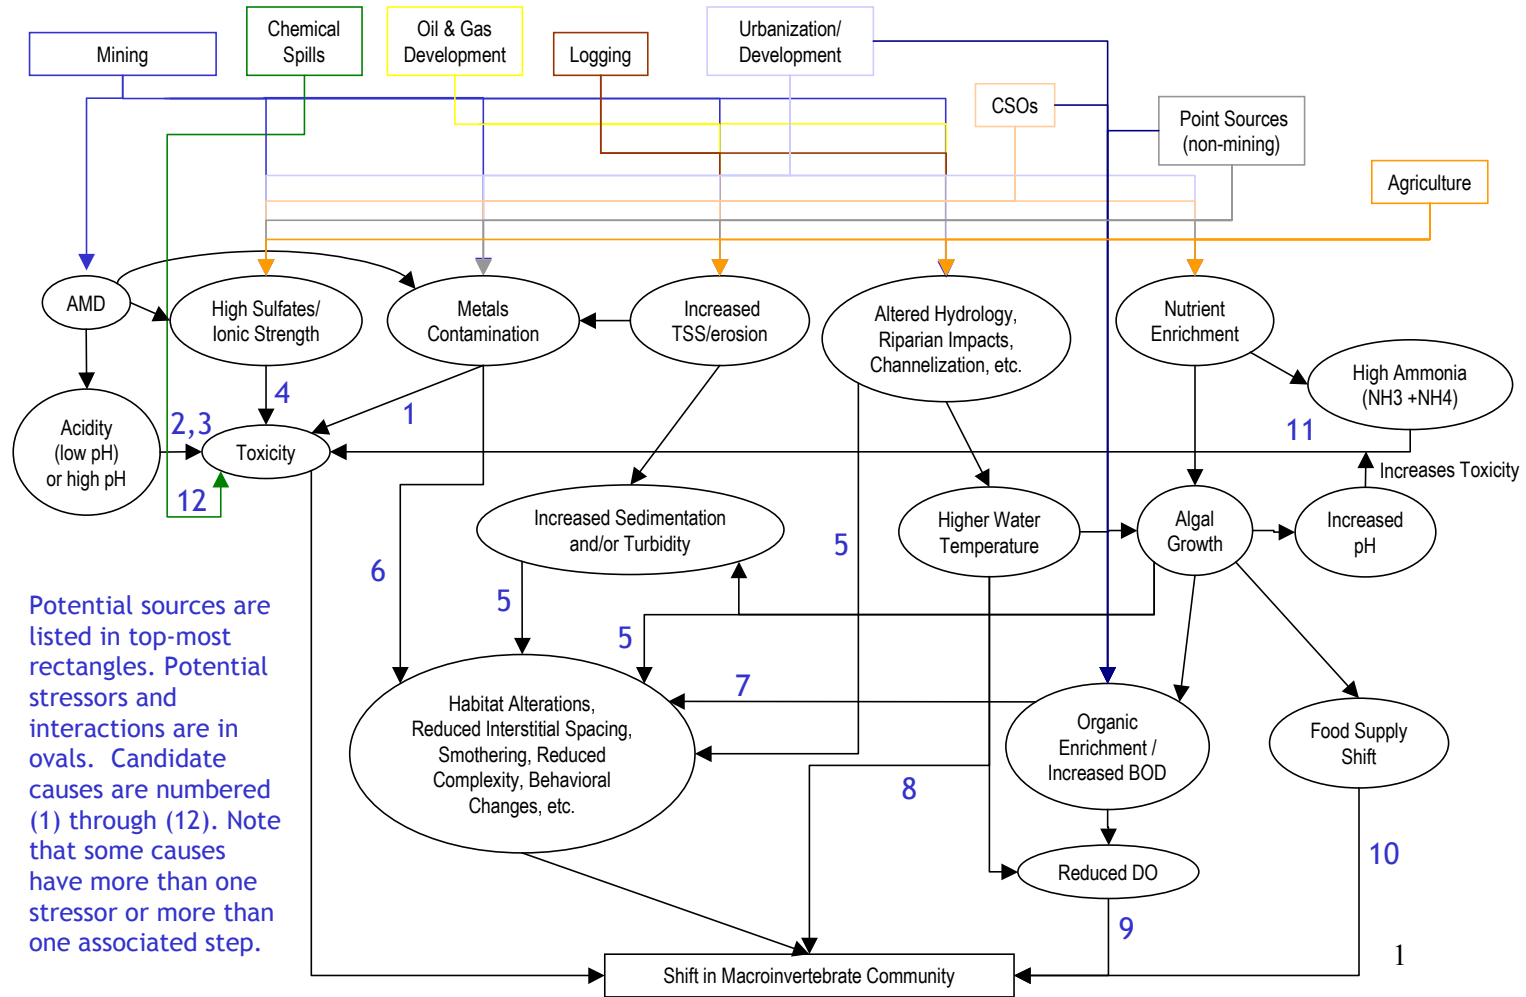 Mining
Chemical
Spills
Oil & Gas
Development
Logging
Urbanization/
Development
CSOs
Point Sources
(non-mining)
Agriculture
AMD
High Sulfates/
Ionic Strength
Metals
Contamination
Increased
TSS/erosion
Altered Hydrology,
Riparian Impacts,
Channelization, etc.
Nutrient
Enrichment
High Ammonia
(NH3 +NH4)
Acidity
(low pH)
or high pH
2,3
4
1
Toxicity
11
Increases Toxicity
12
Increased Sedimentation
and/or Turbidity
5
Higher Water
Temperature
Algal
Growth
Increased
pH
6
5
5
7
Potential sources are
listed in top-most
rectangles. Potential
stressors and
interactions are in
ovals. Candidate
causes are numbered
(1) through (12). Note
that some causes
have more than one
stressor or more than
one associated step.
Habitat Alterations,
Reduced Interstitial Spacing,
Smothering, Reduced
Complexity, Behavioral
Changes, etc.
Organic
Enrichment /
Increased BOD
Food Supply
Shift
8
Reduced DO
10
9
Shift in Macroinvertebrate Community
1